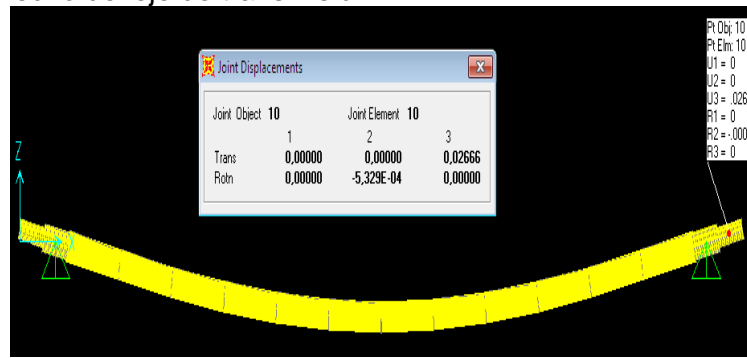 Joint Displacements
Joint Object 10 Joint Element 10
1 2 3
Trans 0,00000 0,00000 0,02666
Rotn 0,00000 -5,329E-04 0,00000
Pt Obj: 10
Pt Elm: 10
U1 = 0
U2 = 0
U3 = .026
R1 = 0
R2 = -.000
R3 = 0
Z